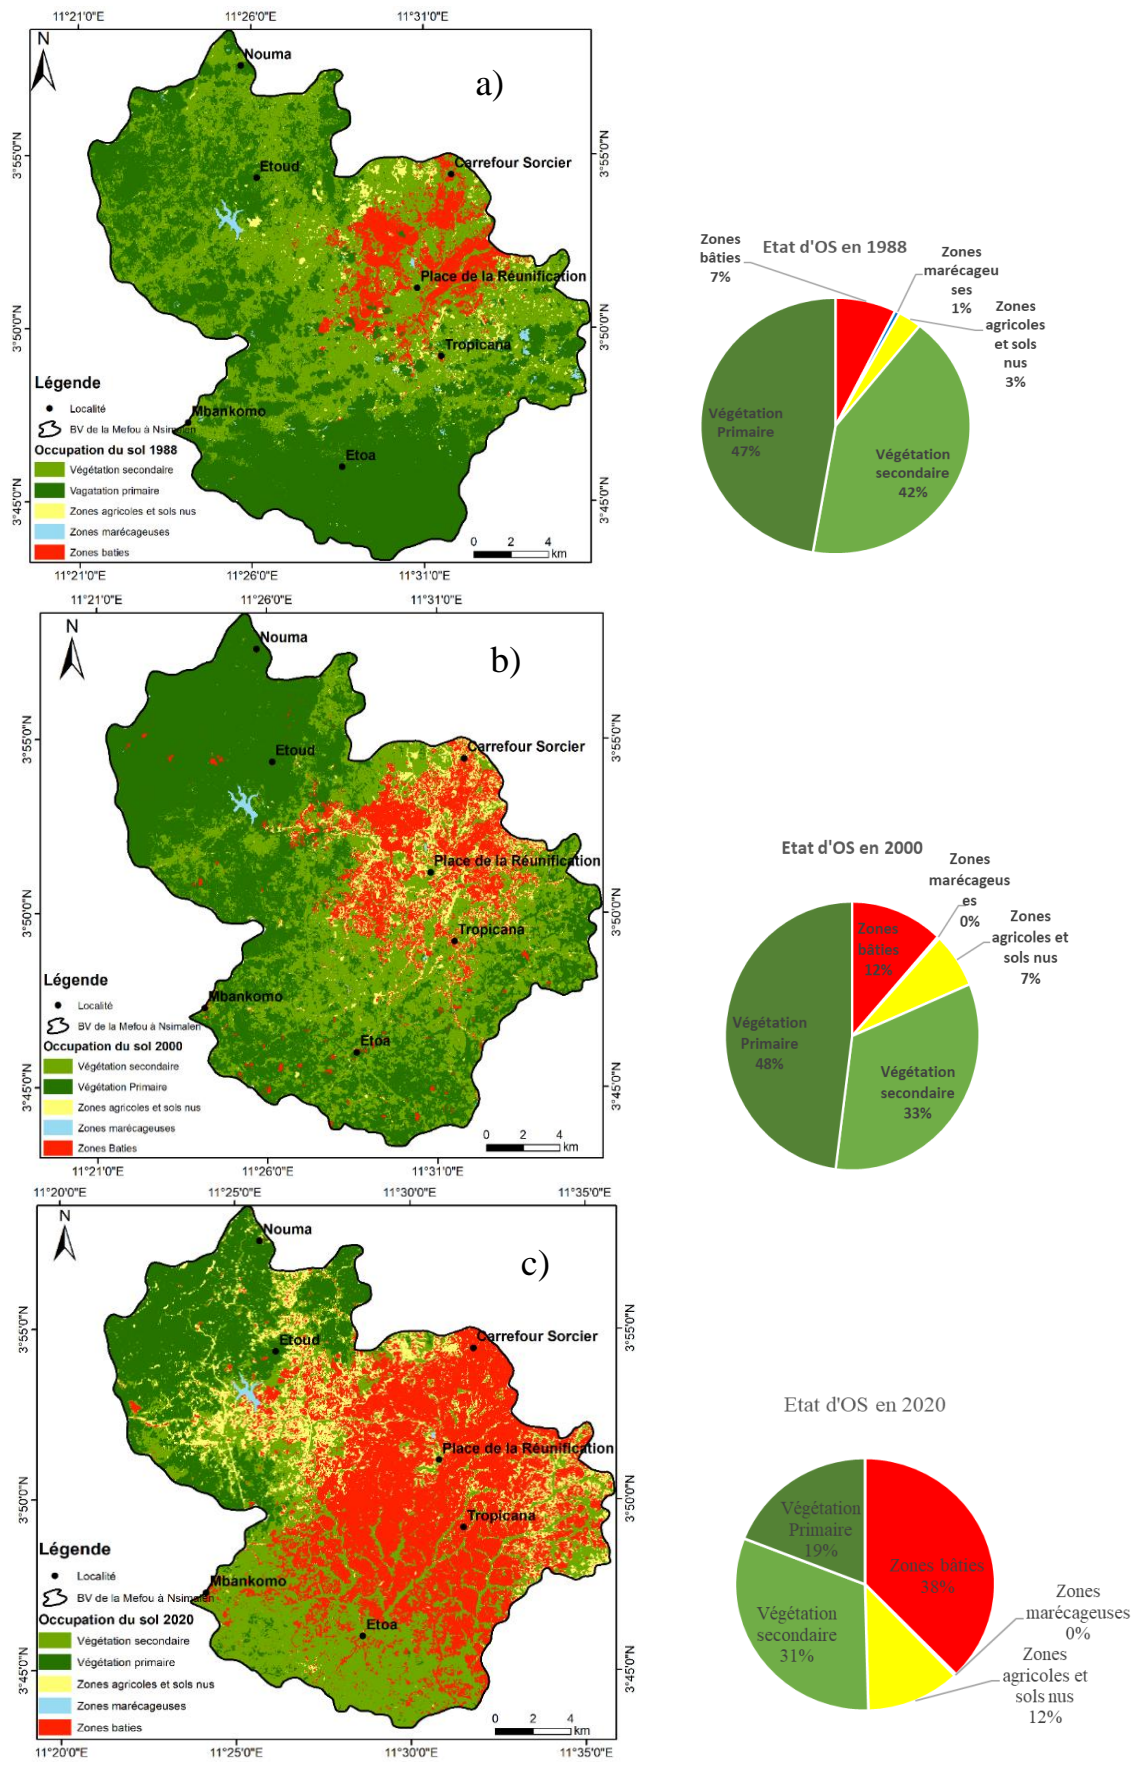 11°21'0"E
11°26'0"E
11°31'0"E
N
Nouma
a)
3°55'0"N
3°55'0"N
Etoud
Carrefour Sorcier
Place de la Réunification
3°50'0"N
3°50'0"N
Tropicana
Légende
Localité
Mbankomo
BV de la Mefou à Nsimalen
Occupation du sol 1988
Etoa
Végétation secondaire
Vagatation primaire
3°45'0"N
3°45'0"N
Zones agricoles et sols nus
Zones marécageuses
Zones baties
0 2 4
km
11°21'0"E
11°26'0"E
11°31'0"E
Etat d'OS en 1988
Zones
bâties
7%
Zones
marécageu
ses
1%
Zones
agricoles
et sols
nus
3%
Végétation
Primaire
47%
Végétation
secondaire
42%
11°21'0"E
11°26'0"E
11°31'0"E
N
Nouma
b)
3°55'0"N
3°55'0"N
Etoud
Carrefour Sorcier
Place de la Réunification
3°50'0"N
3°50'0"N
Tropicana
Légende
Localité
Mbankomo
BV de la Mefou à Nsimalen
Occupation du sol 2000
Etoa
Végétation secondaire
Végétation Primaire
3°45'0"N
3°45'0"N
Zones agricoles et sols nus
Zones marécageuses
Zones Baties
0 2 4
km
11°21'0"E
11°26'0"E
11°31'0"E
Etat d'OS en 2000
Zones
marécageus
es
0%
Zones
agricoles et
sols nus
7%
Zones
bâties
12%
Végétation
Primaire
48%
Végétation
secondaire
33%
11°20'0"E
11°25'0"E
11°30'0"E
11°35'0"E
N
Nouma
c)
3°55'0"N
3°55'0"N
Etoud
Carrefour Sorcier
Place de la Réunification
3°50'0"N
3°50'0"N
Tropicana
Légende
Localité
Mbankomo
BV de la Mefou à Nsimalen
Occupation du sol 2020
Etoa
Végétation secondaire
Végétation primaire
3°45'0"N
3°45'0"N
Zones agricoles et sols nus
Zones marécageuses
Zones baties
0 2 4
km
11°20'0"E
11°25'0"E
11°30'0"E
11°35'0"E
Etat d'OS en 2020
Végétation
Primaire
19%
Zones bâties
38%
Végétation
secondaire
31%
Zones
marécageuses
0%
Zones
agricoles et
sols nus
12%